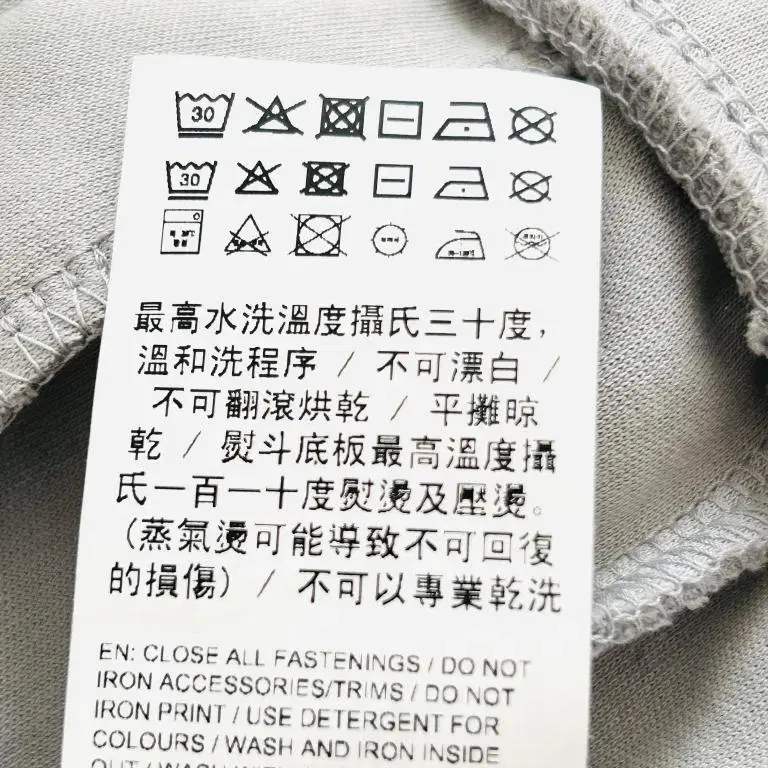 30
30
最高水洗溫度攝氏三十度，
溫和洗程序 / 不可漂白 /
不可翻滾烘乾 / 平攤晾
乾 / 熨斗底板最高溫度攝
氏一百一十度熨燙及壓燙。
(蒸氣燙可能導致不可回復
的損傷) / 不可以專業乾洗
EN: CLOSE ALL FASTENINGS / DO NOT
IRON ACCESSORIES/TRIMS / DO NOT
IRON PRINT / USE DETERGENT FOR
COLOURS / WASH AND IRON INSIDE